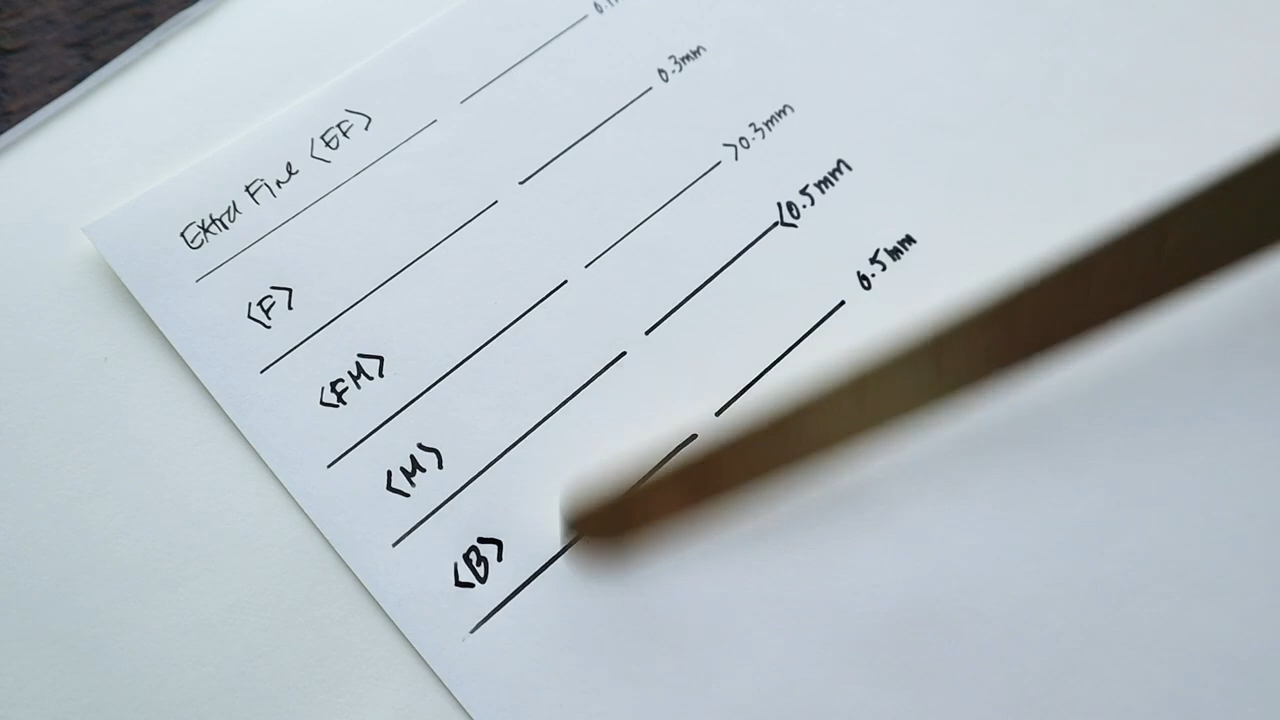 Extra Fine <EF>
<F> 0.3mm
<FM> >0.3mm
<M> <0.5mm
<B> 0.5mm